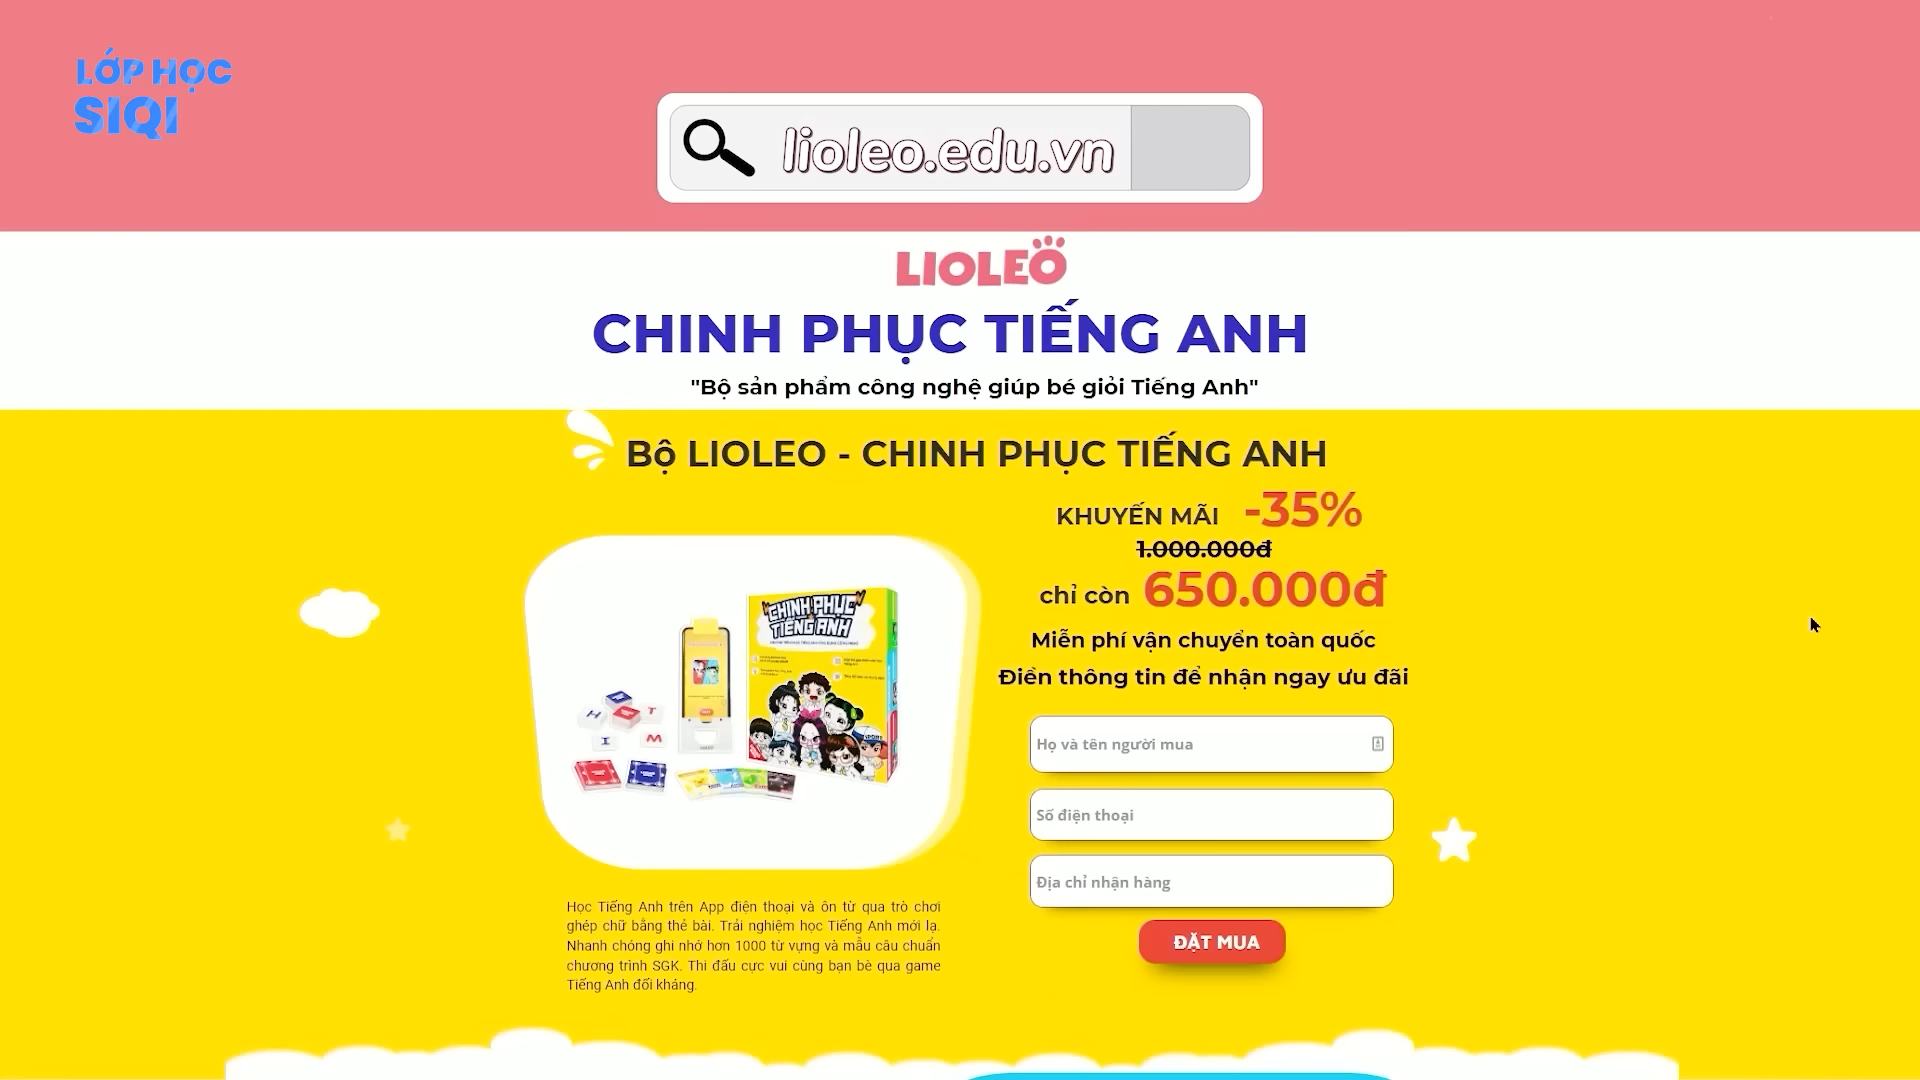 LỚP HỌC
SIQI
lioleo.edu.vn
LIOLEO
CHINH PHỤC TIẾNG ANH
"Bộ sản phẩm công nghệ giúp bé giỏi Tiếng Anh"
Bộ LIOLEO - CHINH PHỤC TIẾNG ANH
KHUYẾN MÃI -35%
1.000.000đ
chỉ còn 650.000đ
Miễn phí vận chuyển toàn quốc
Điền thông tin để nhận ngay ưu đãi
CHINH PHỤC
TIẾNG ANH
H
T
I
M
Họ và tên người mua
Số điện thoại
Địa chỉ nhận hàng
ĐẶT MUA
Học Tiếng Anh trên App điện thoại và ôn từ qua trò chơi
ghép chữ bằng thẻ bài. Trải nghiệm học Tiếng Anh mới lạ.
Nhanh chóng ghi nhớ hơn 1000 từ vựng và mẫu câu chuẩn
chương trình SGK. Thi đấu cực vui cùng bạn bè qua game
Tiếng Anh đối kháng.